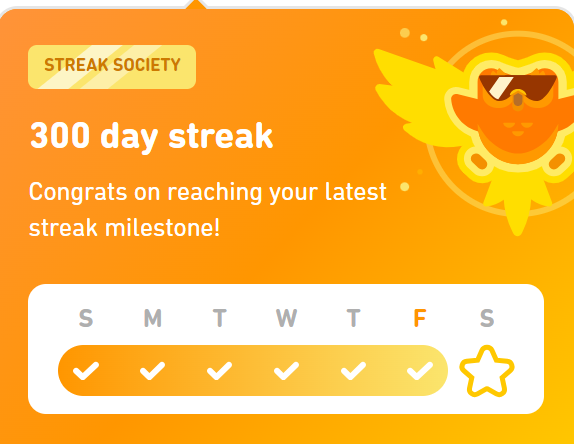 STREAK SOCIETY
300 day streak
Congrats on reaching your latest
streak milestone!
S M T W T F S